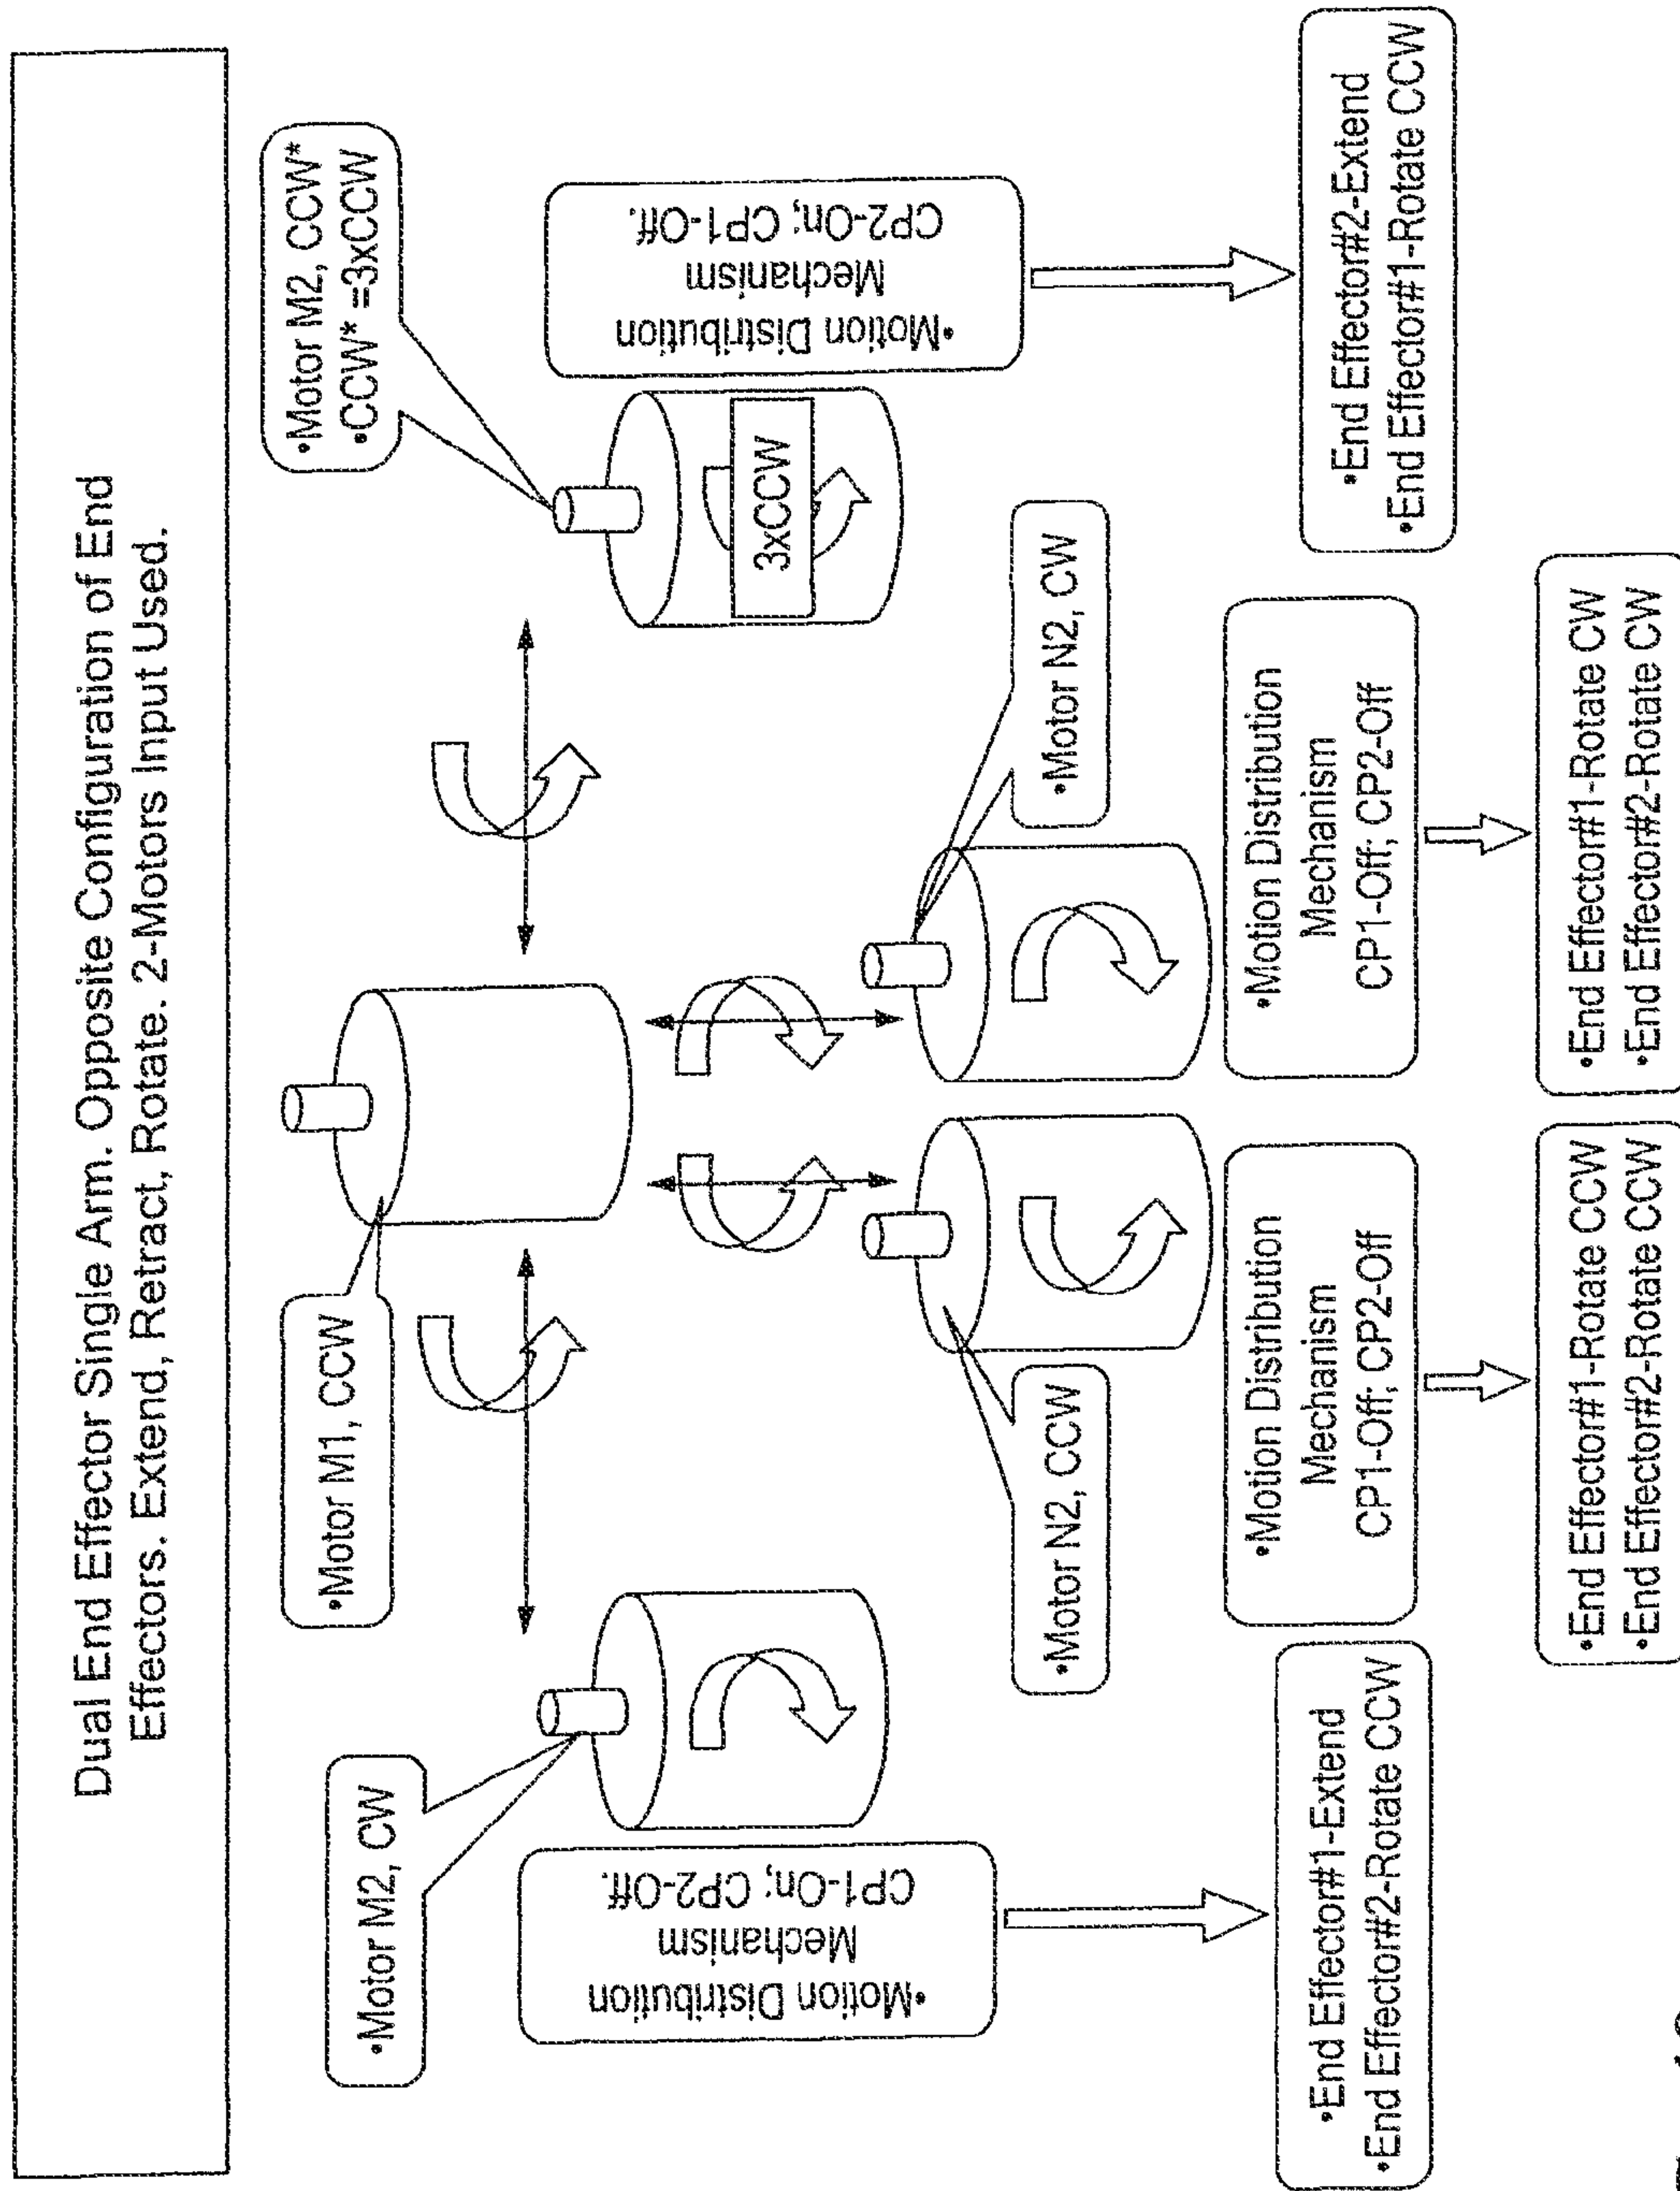 Dual End Effector Single Arm. Opposite Configuration of End
Effectors. Extend, Retract, Rotate. 2-Motors Input Used.
•Motor M2, CW
•Motor M1, CCW
•Motor M2, CCW*
•CCW* =3xCCW
3xCCW
•Motion Distribution
Mechanism
CP1-On; CP2-Off.
•Motor N2, CCW
•Motor N2, CW
•Motion Distribution
Mechanism
CP2-On; CP1-Off.
•Motion Distribution
Mechanism
CP1-Off; CP2-Off
•Motion Distribution
Mechanism
CP1-Off; CP2-Off
•End Effector#1-Extend
•End Effector#2-Rotate CCW
•End Effector#1-Rotate CCW
•End Effector#2-Rotate CCW
•End Effector#1-Rotate CW
•End Effector#2-Rotate CW
•End Effector#2-Extend
•End Effector#1-Rotate CCW